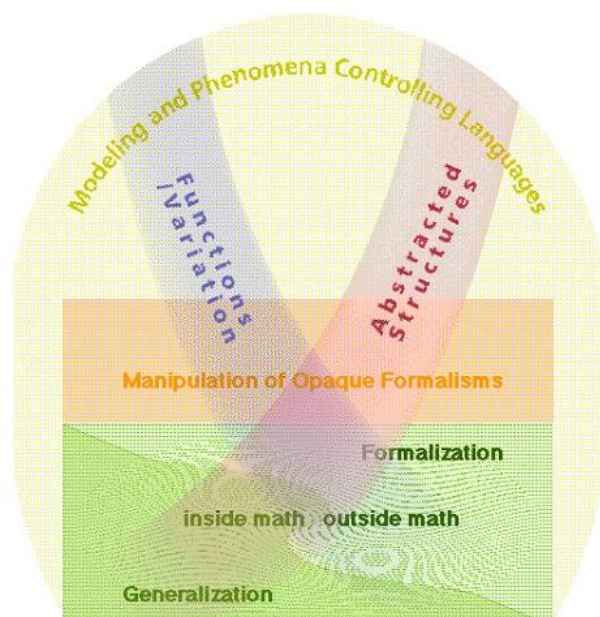 Modeling and Phenomena Controlling Languages
Functions
/Variation
Abstracted
Structures
Manipulation of Opaque Formalisms
Formalization
inside math outside math
Generalization